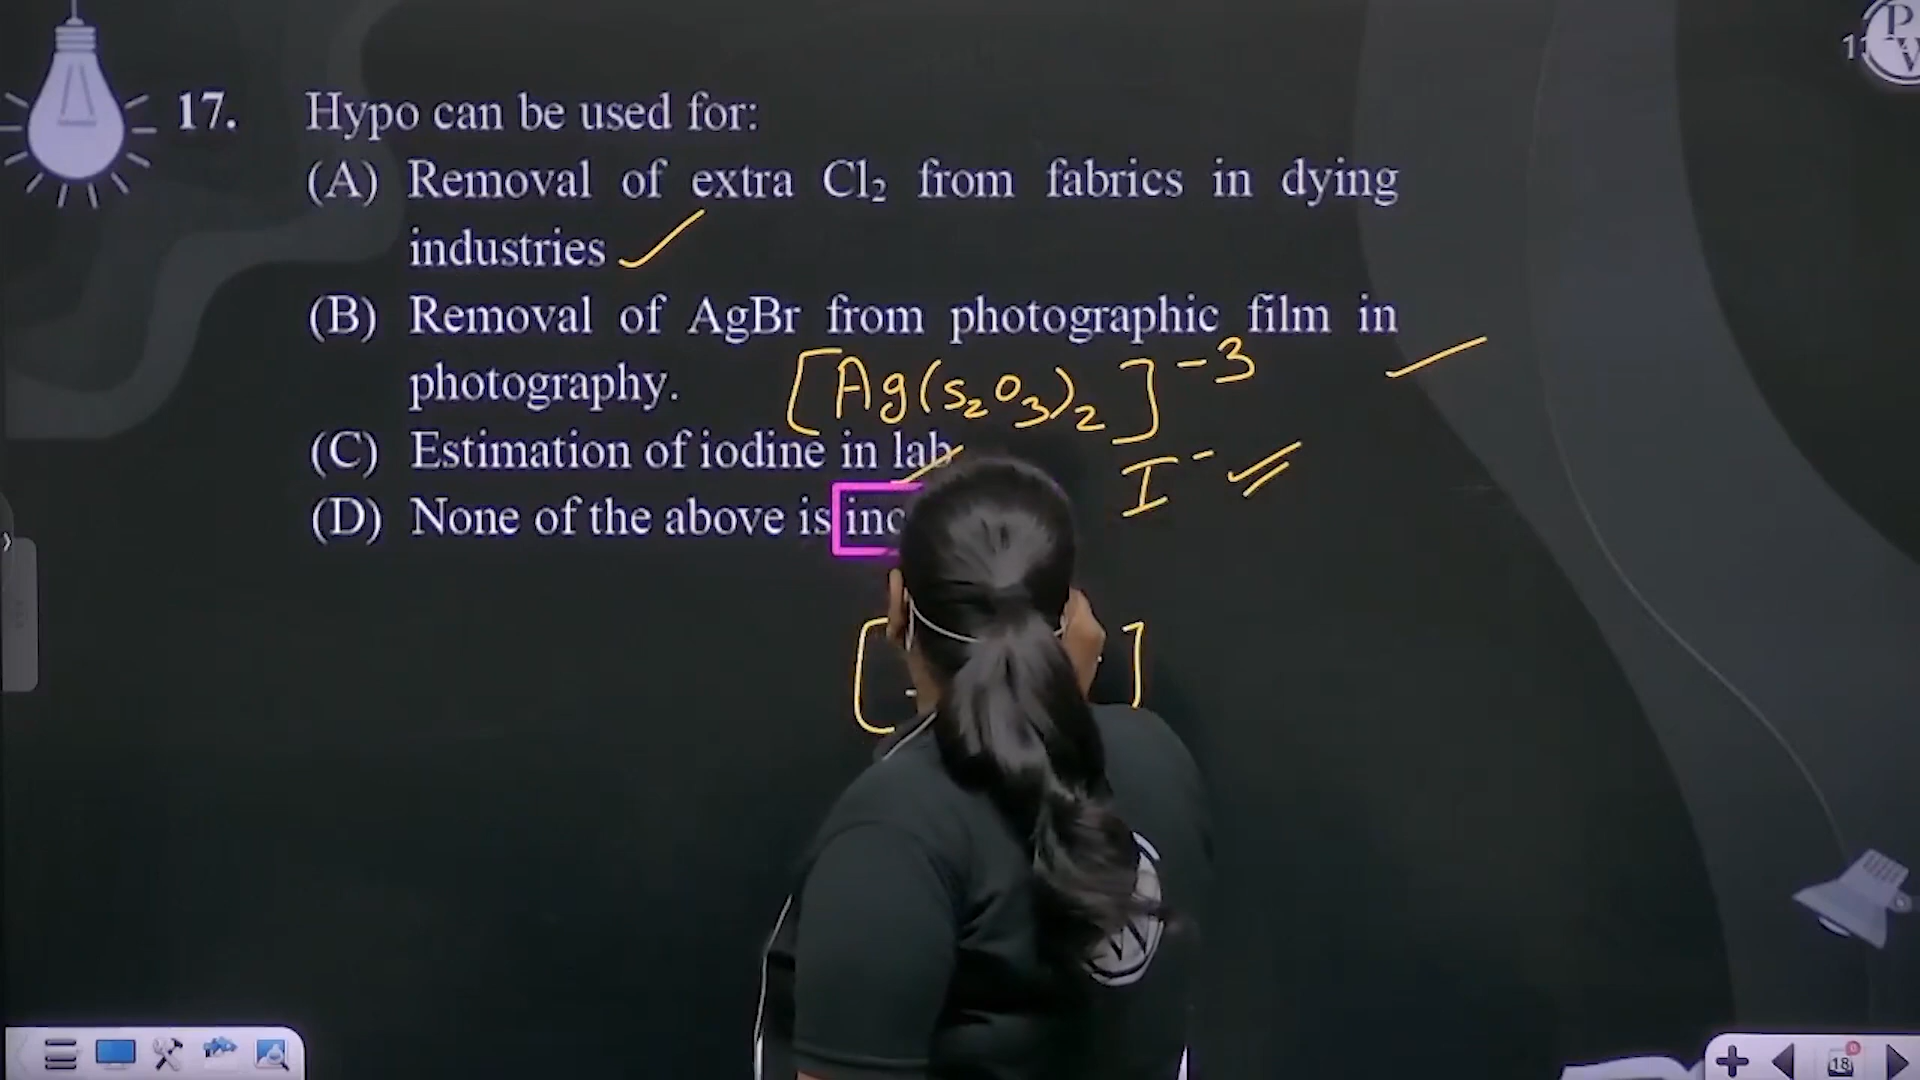 17. Hypo can be used for:
(A) Removal of extra Cl₂ from fabrics in dying
industries
(B) Removal of AgBr from photographic film in
photography. [Ag(S₂O₃)₂]⁻³
(C) Estimation of iodine in lab I⁻
(D) None of the above is
P
W
W
18